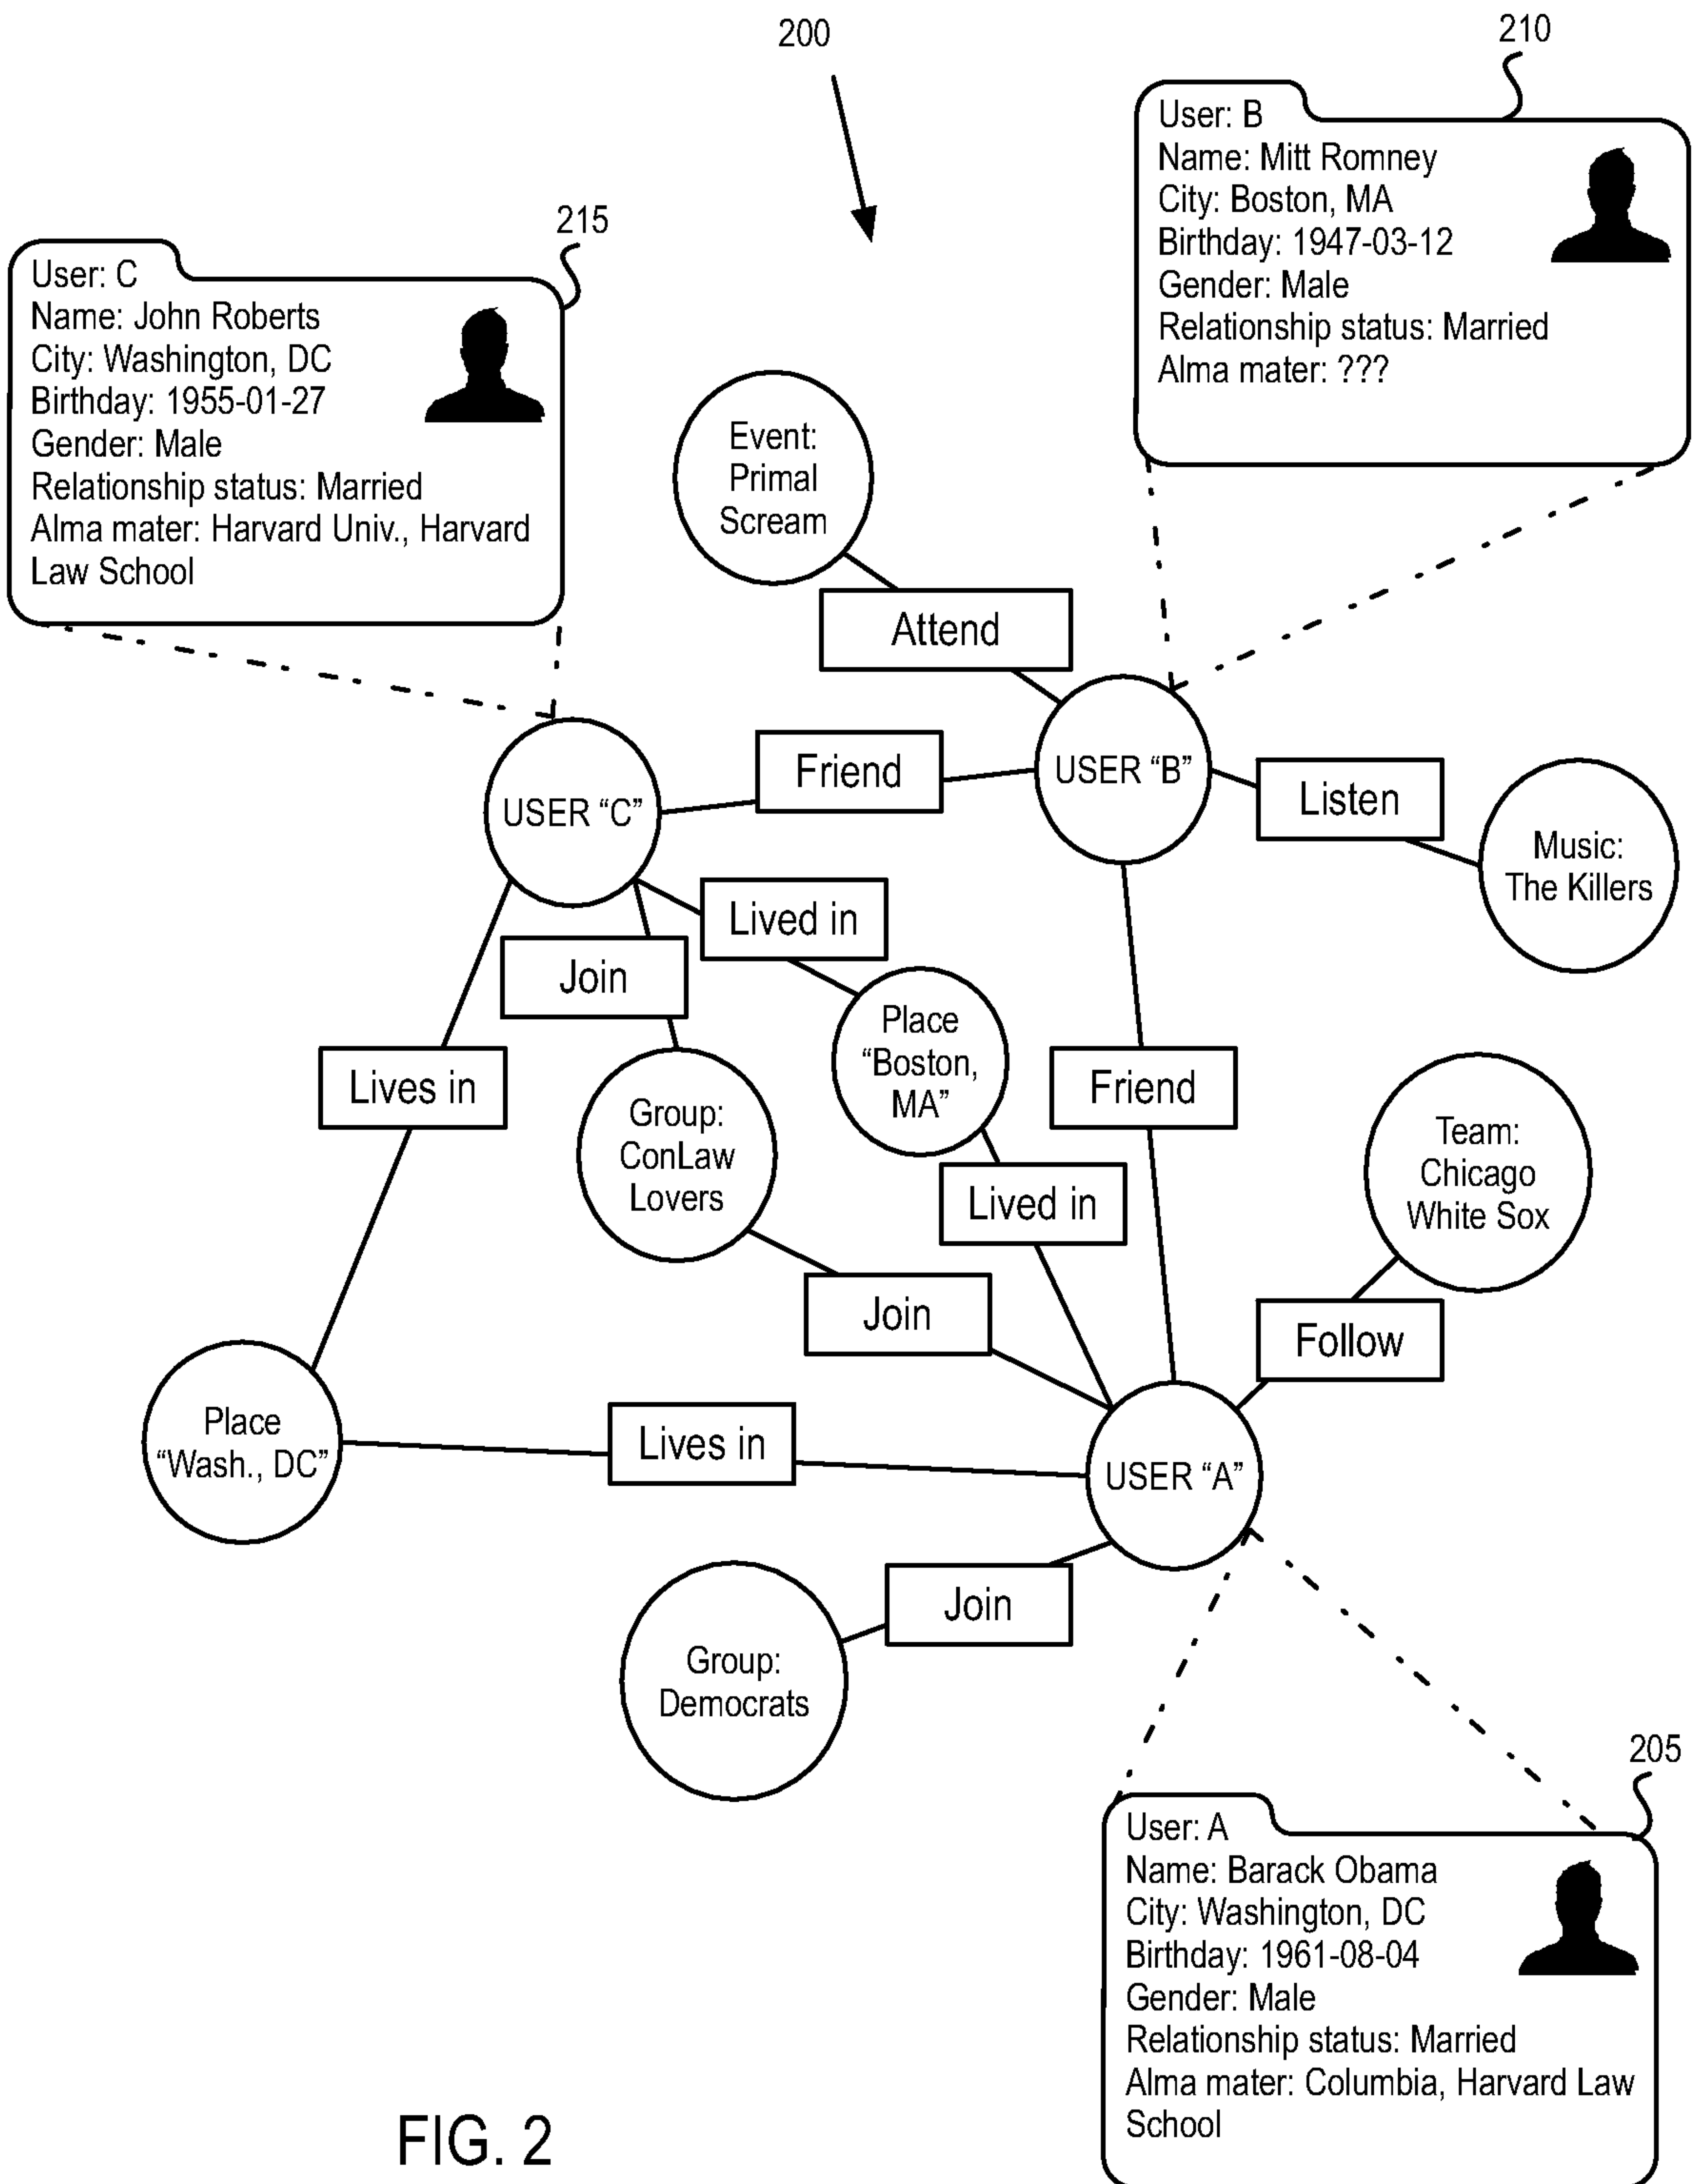 200
210
User: B
Name: Mitt Romney
City: Boston, MA
Birthday: 1947-03-12
Gender: Male
Relationship status: Married
Alma mater: ???
215
User: C
Name: John Roberts
City: Washington, DC
Birthday: 1955-01-27
Gender: Male
Relationship status: Married
Alma mater: Harvard Univ., Harvard
Law School
Event:
Primal
Scream
Attend
Friend
USER “B”
USER “C”
Listen
Music:
The Killers
Lived in
Join
Place
“Boston,
MA”
Lives in
Friend
Group:
ConLaw
Lovers
Team:
Chicago
White Sox
Lived in
Join
Follow
Place
“Wash., DC”
Lives in
USER “A”
Join
Group:
Democrats
205
User: A
Name: Barack Obama
City: Washington, DC
Birthday: 1961-08-04
Gender: Male
Relationship status: Married
Alma mater: Columbia, Harvard Law
School
FIG. 2